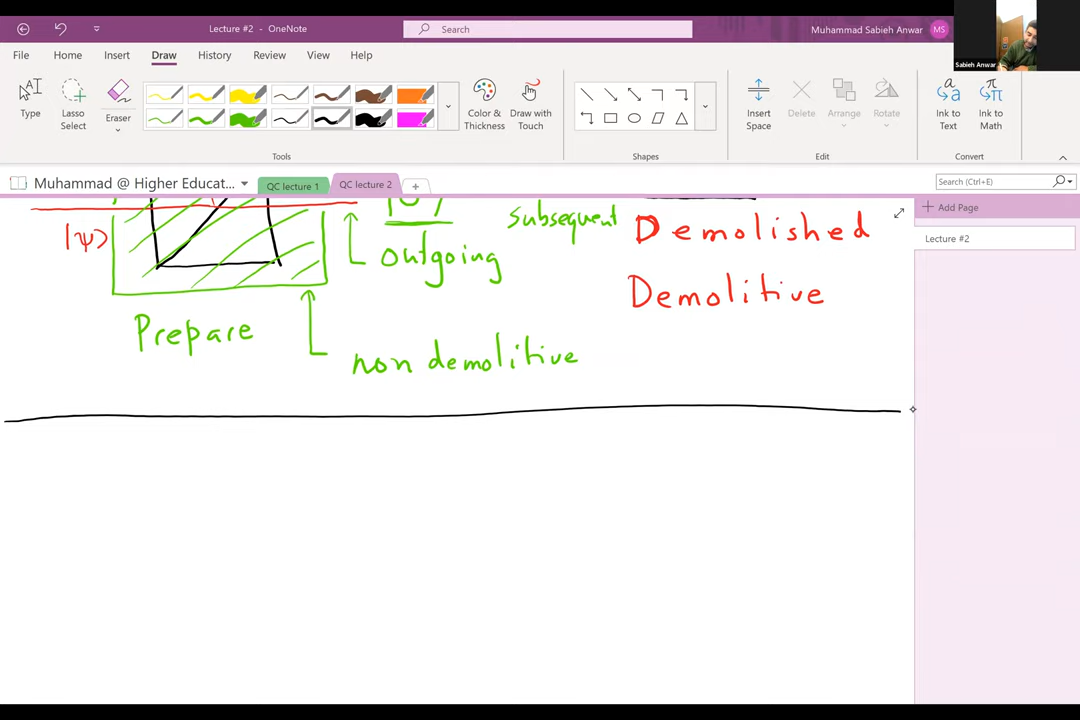 Lecture #2 - OneNote
Search
Muhammad Sabieh Anwar
MS
Sabieh Anwar
File
Home
Insert
Draw
History
Review
View
Help
Type
Lasso Select
Eraser
Color & Thickness
Draw with Touch
Insert Space
Delete
Arrange
Rotate
Ink to Text
Ink to Math
Tools
Shapes
Edit
Convert
Muhammad @ Higher Educat...
QC lecture 1
QC lecture 2
Search (Ctrl+E)
Add Page
Lecture #2
|ψ⟩
outgoing
subsequent
Demolished
Demolitive
Prepare
non demolitive